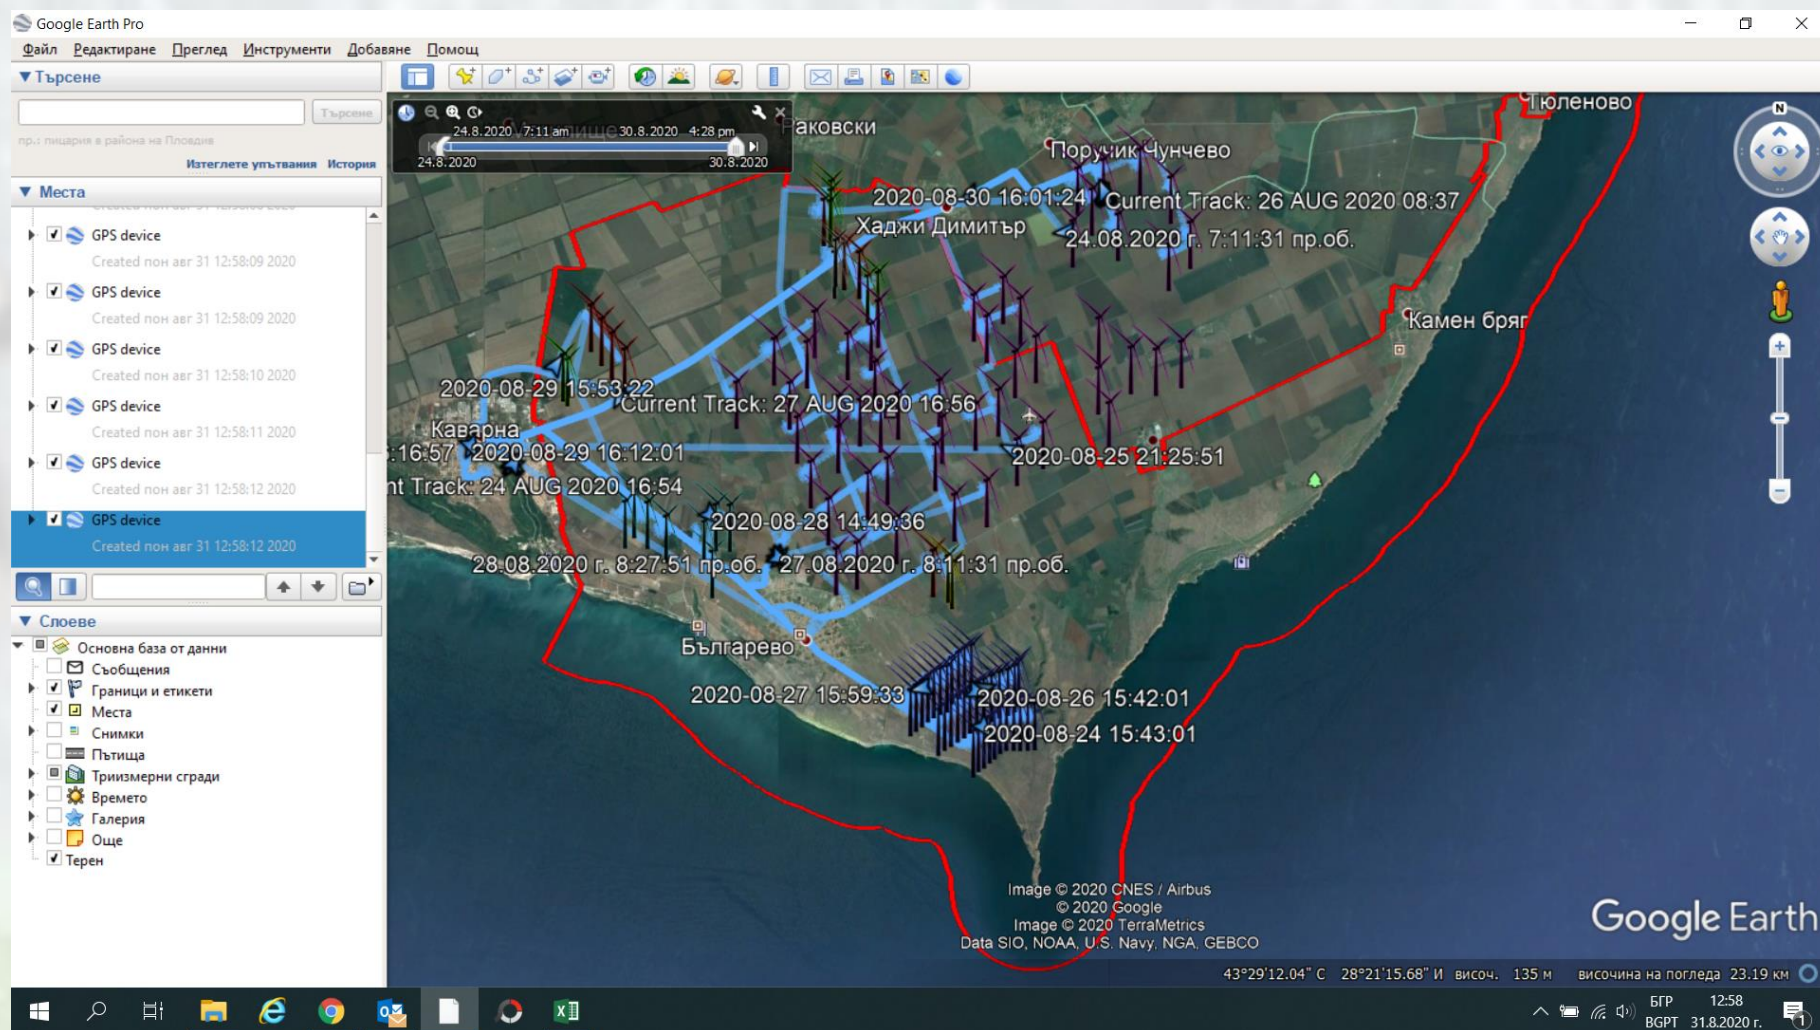 Google Earth Pro
Файл Редактиране Преглед Инструменти Добавяне Помощ
Търсене
Търсене
пр.: пицария в района на Пловдив
Изтеглете упътвания История
Места
GPS device
Created пон авг 31 12:58:09 2020
GPS device
Created пон авг 31 12:58:09 2020
GPS device
Created пон авг 31 12:58:10 2020
GPS device
Created пон авг 31 12:58:11 2020
GPS device
Created пон авг 31 12:58:12 2020
GPS device
Created пон авг 31 12:58:12 2020
Слоеве
Основна база от данни
Съобщения
Граници и етикети
Места
Снимки
Пътища
Триизмерни сгради
Времето
Галерия
Още
Терен
24.8.2020 7:11 am 30.8.2020 4:28 pm
24.8.2020 30.8.2020
Раковски
Тюленово
Поручик Чунчево
2020-08-30 16:01:24
Current Track: 26 AUG 2020 08:37
Хаджи Димитър
24.08.2020 г. 7:11:31 пр.об.
Камен бряг
2020-08-29 15:53:22
Current Track: 27 AUG 2020 16:56
Каварна
:16:57 2020-08-29 16:12:01
2020-08-25 21:25:51
nt Track: 24 AUG 2020 16:54
2020-08-28 14:49:36
28.08.2020 г. 8:27:51 пр.об. 27.08.2020 г. 8:11:31 пр.об.
Българево
2020-08-27 15:59:33
2020-08-26 15:42:01
2020-08-24 15:43:01
Image © 2020 CNES / Airbus
© 2020 Google
Image © 2020 TerraMetrics
Data SIO, NOAA, U.S. Navy, NGA, GEBCO
Google Earth
43°29'12.04" С 28°21'15.68" И височ. 135 м височина на погледа 23.19 км
N
БГР 12:58
BGPT 31.8.2020 г.
1